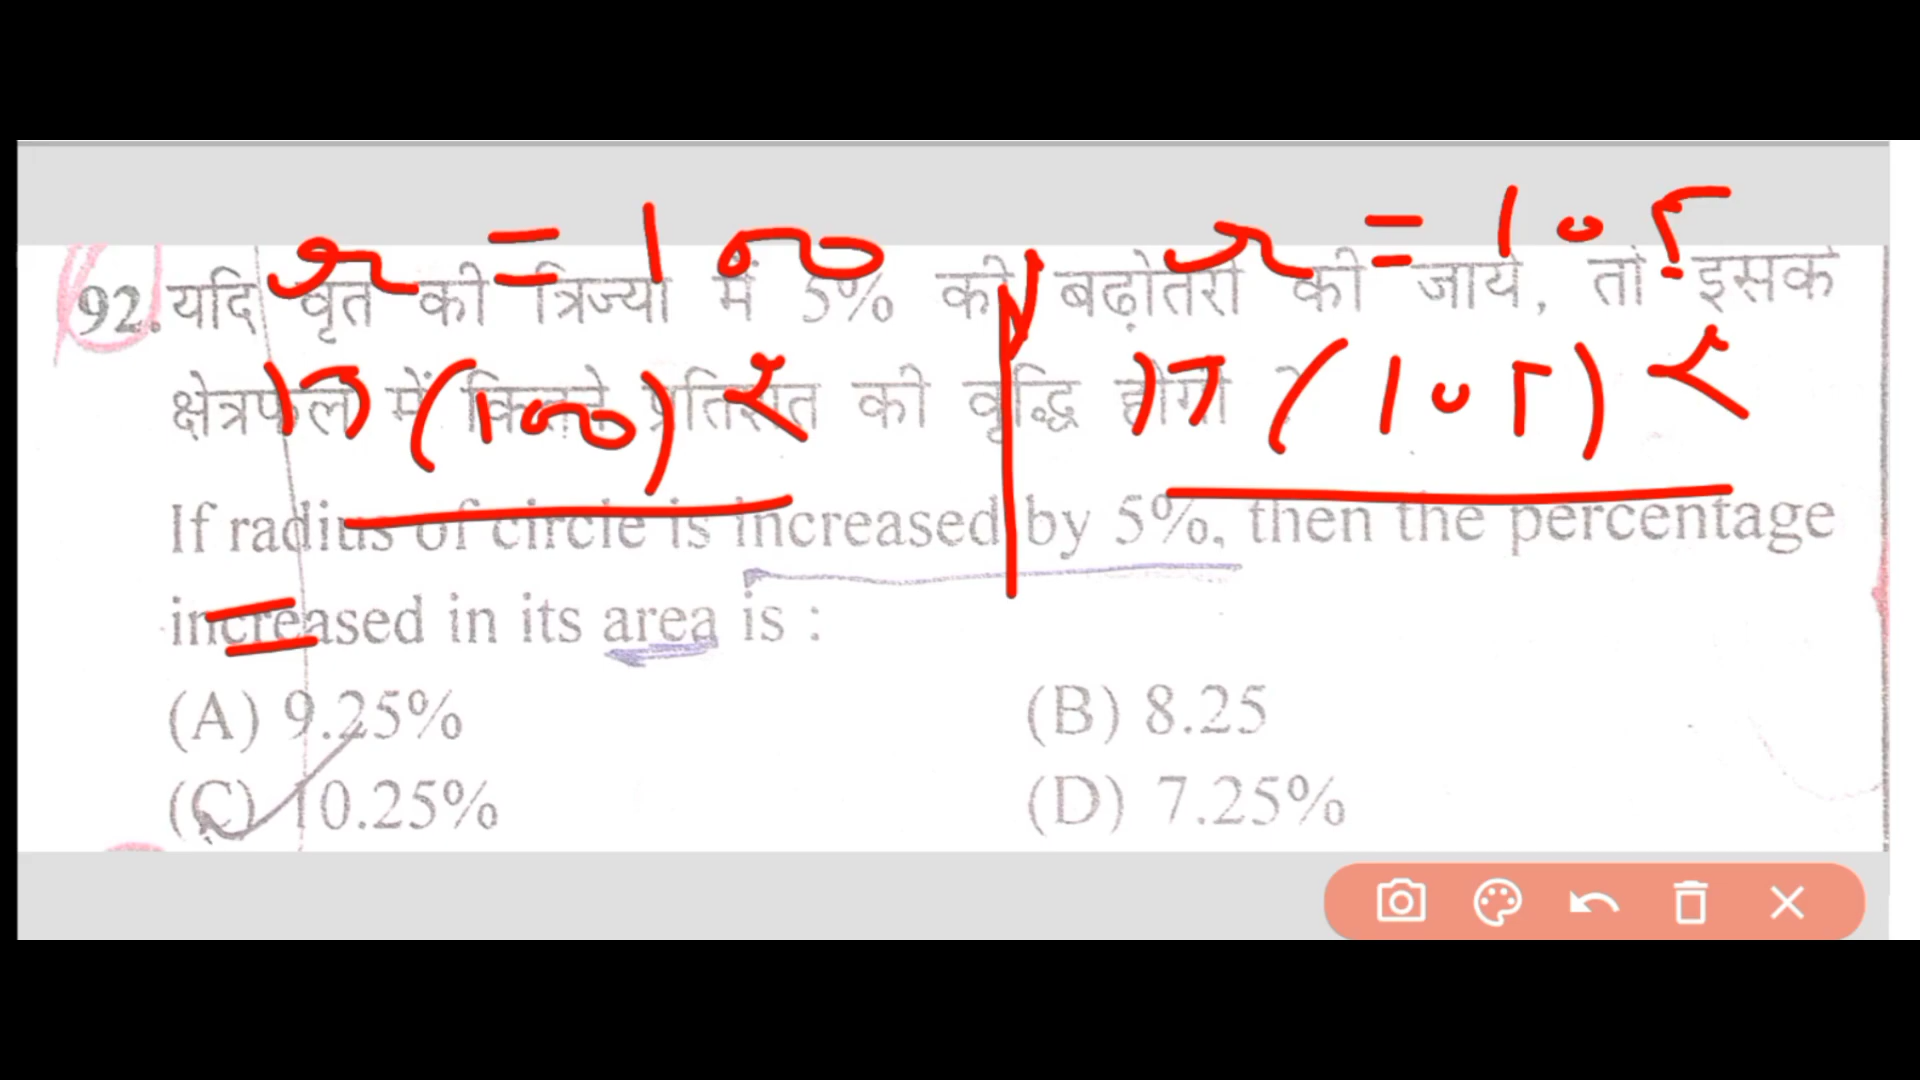 r = 100 r = 105
92. यदि वृत की त्रिज्या में 5% की बढ़ोतरी की जाये, तो इसके
π(100)² π(105)²
क्षेत्रफल में कितने प्रतिशत की वृद्धि होगी ?
If radius of circle is increased by 5%, then the percentage
increased in its area is :
(A) 9.25% (B) 8.25
(C) 10.25% (D) 7.25%